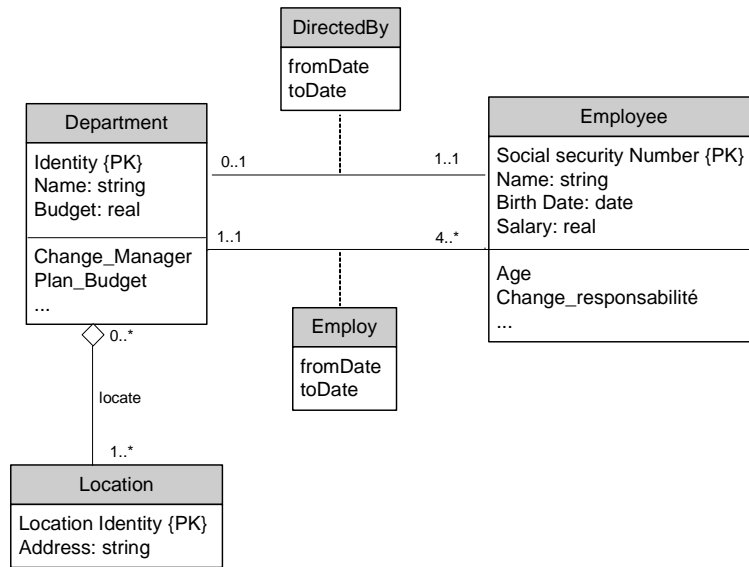 DirectedBy
fromDate
toDate
Department
Identity {PK}
Name: string
Budget: real
Change_Manager
Plan_Budget
...
0..1
1..1
1..1
4..*
Employee
Social security Number {PK}
Name: string
Birth Date: date
Salary: real
Age
Change_responsabilité
...
Employ
fromDate
toDate
0..*
locate
1..*
Location
Location Identity {PK}
Address: string